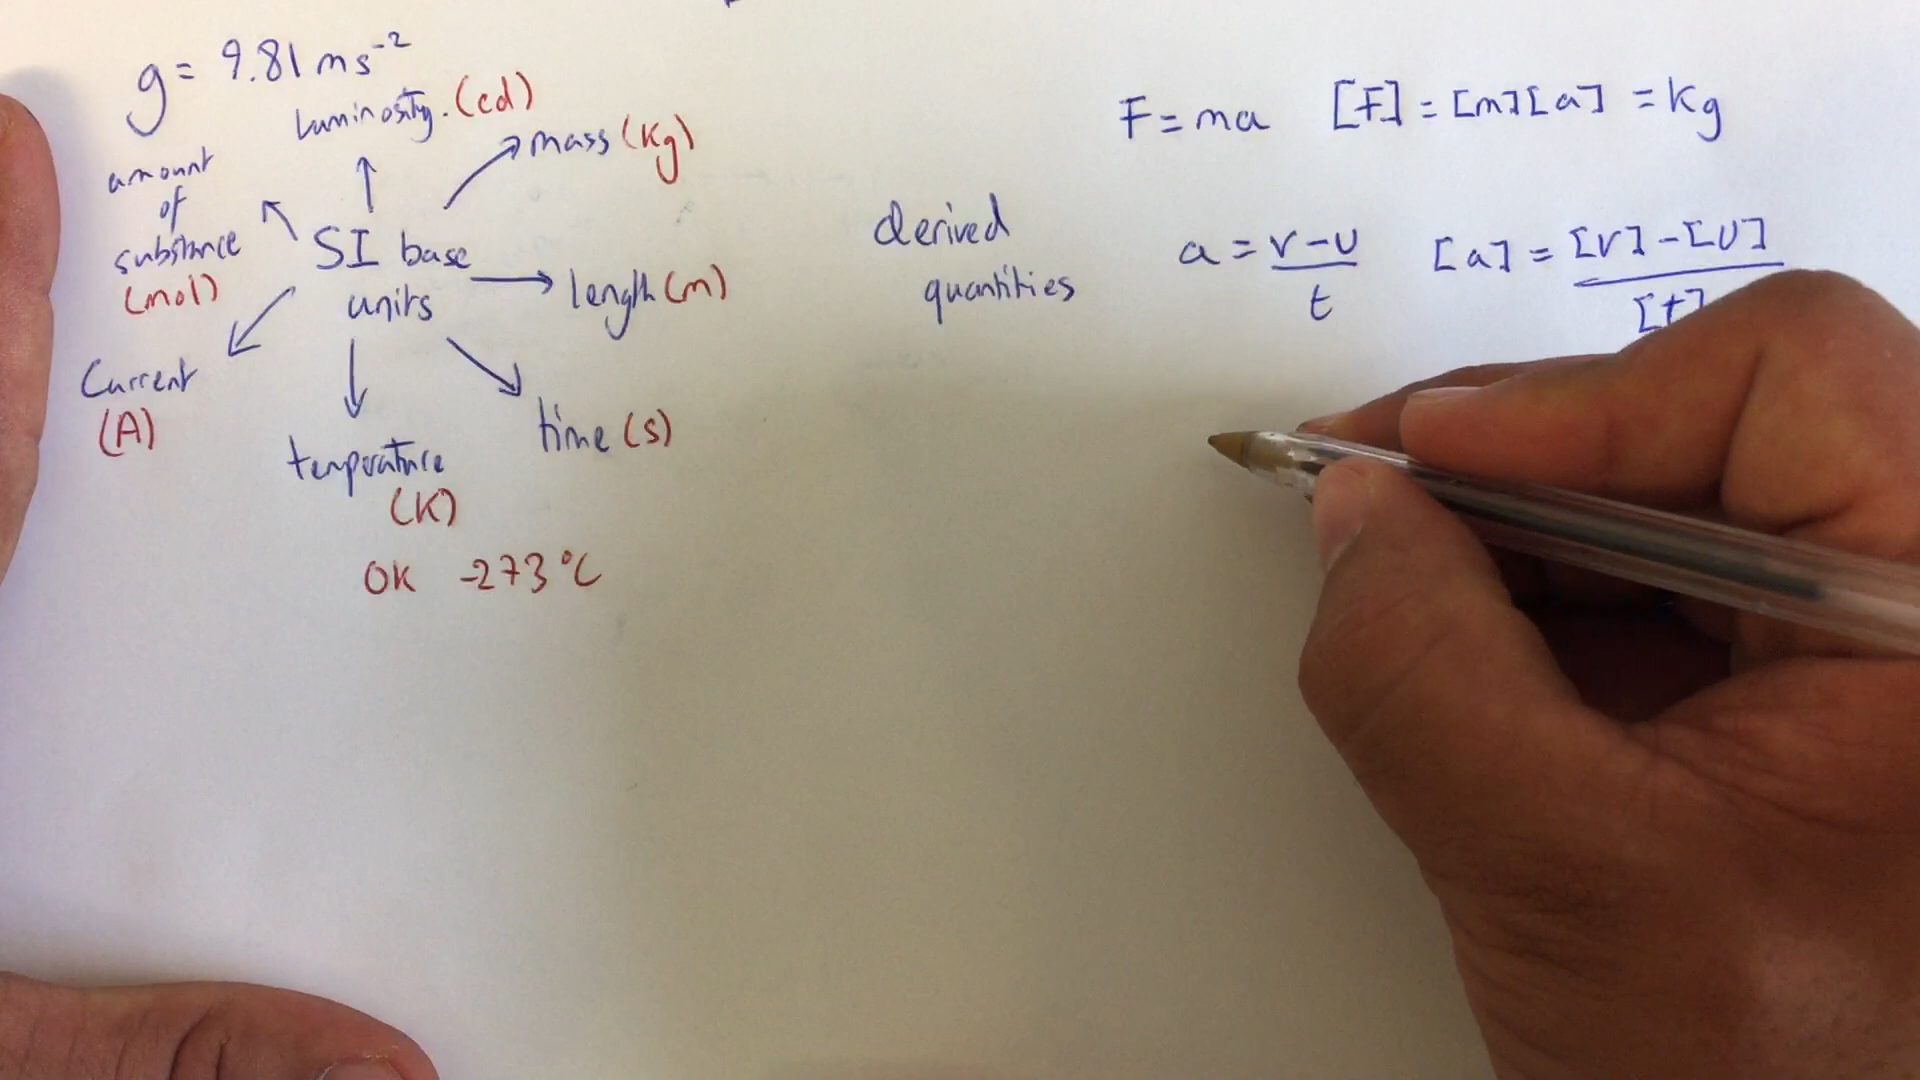 g = 9.81 ms⁻²
luminosity. (cd)
mass (kg)
amount
of
substance
(mol)
SI base
units
length (m)
Current
(A)
temperature
(K)
0K -273 °C
time (s)
derived
quantities
F = ma [F] = [m][a] = kg
a = v-u / t [a] = [v] - [u] / [t]